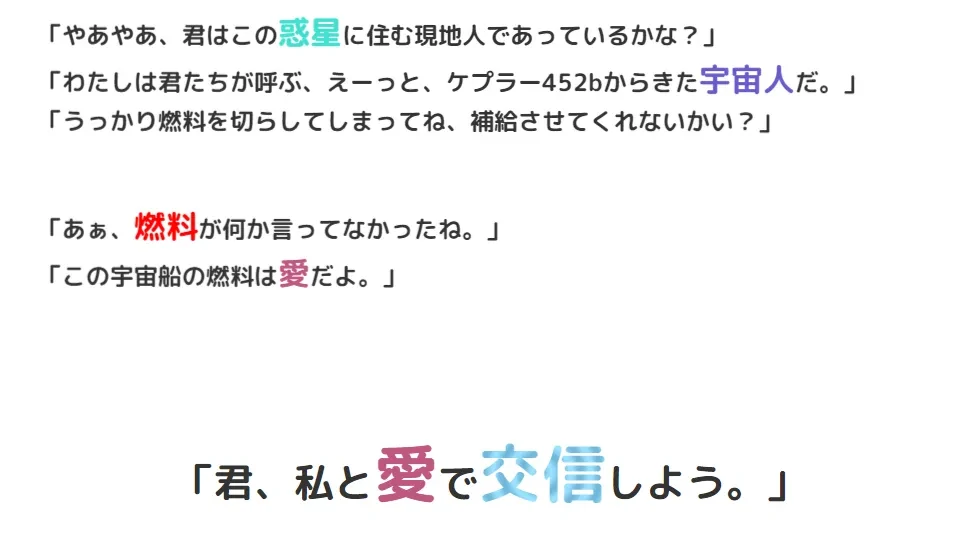 「やあやあ、君はこの惑星に住む現地人であっているかな？」
「わたしは君たちが呼ぶ、えーっと、ケプラー452bからきた宇宙人だ。」
「うっかり燃料を切らしてしまってね、補給させてくれないかい？」
「あぁ、燃料が何か言ってなかったね。」
「この宇宙船の燃料は愛だよ。」
「君、私と愛で交信しよう。」